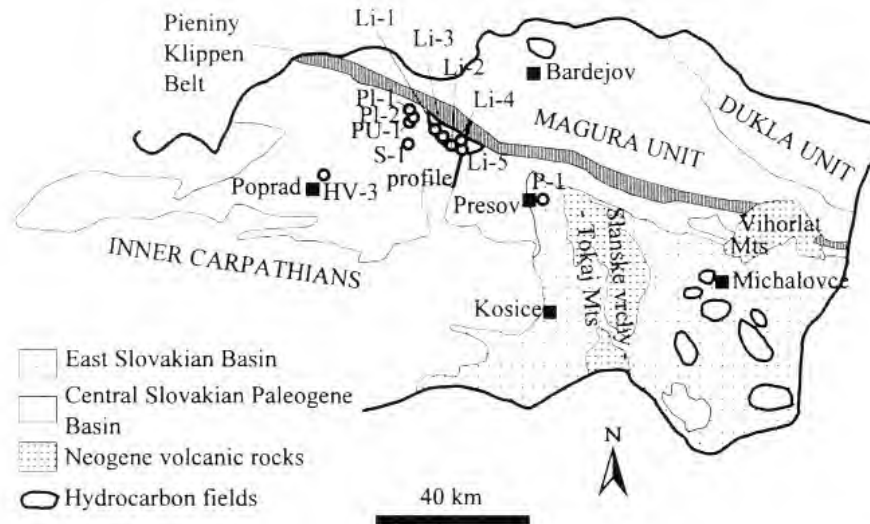 Pieniny
Klippen
Belt
Li-1
Li-3
Li-2
Li-4
Bardejov
DUKLA UNIT
Pl-1
Pl-2
PU-1
S-1
MAGURA UNIT
Li-5
profile
Poprad
HV-3
P-1
Presov
Vihorlat
Mts
INNER CARPATHIANS
Slanske vrchy -
- Tokaj Mts
Michalovce
Kosice
East Slovakian Basin
Central Slovakian Paleogene
Basin
Neogene volcanic rocks
Hydrocarbon fields
N
40 km